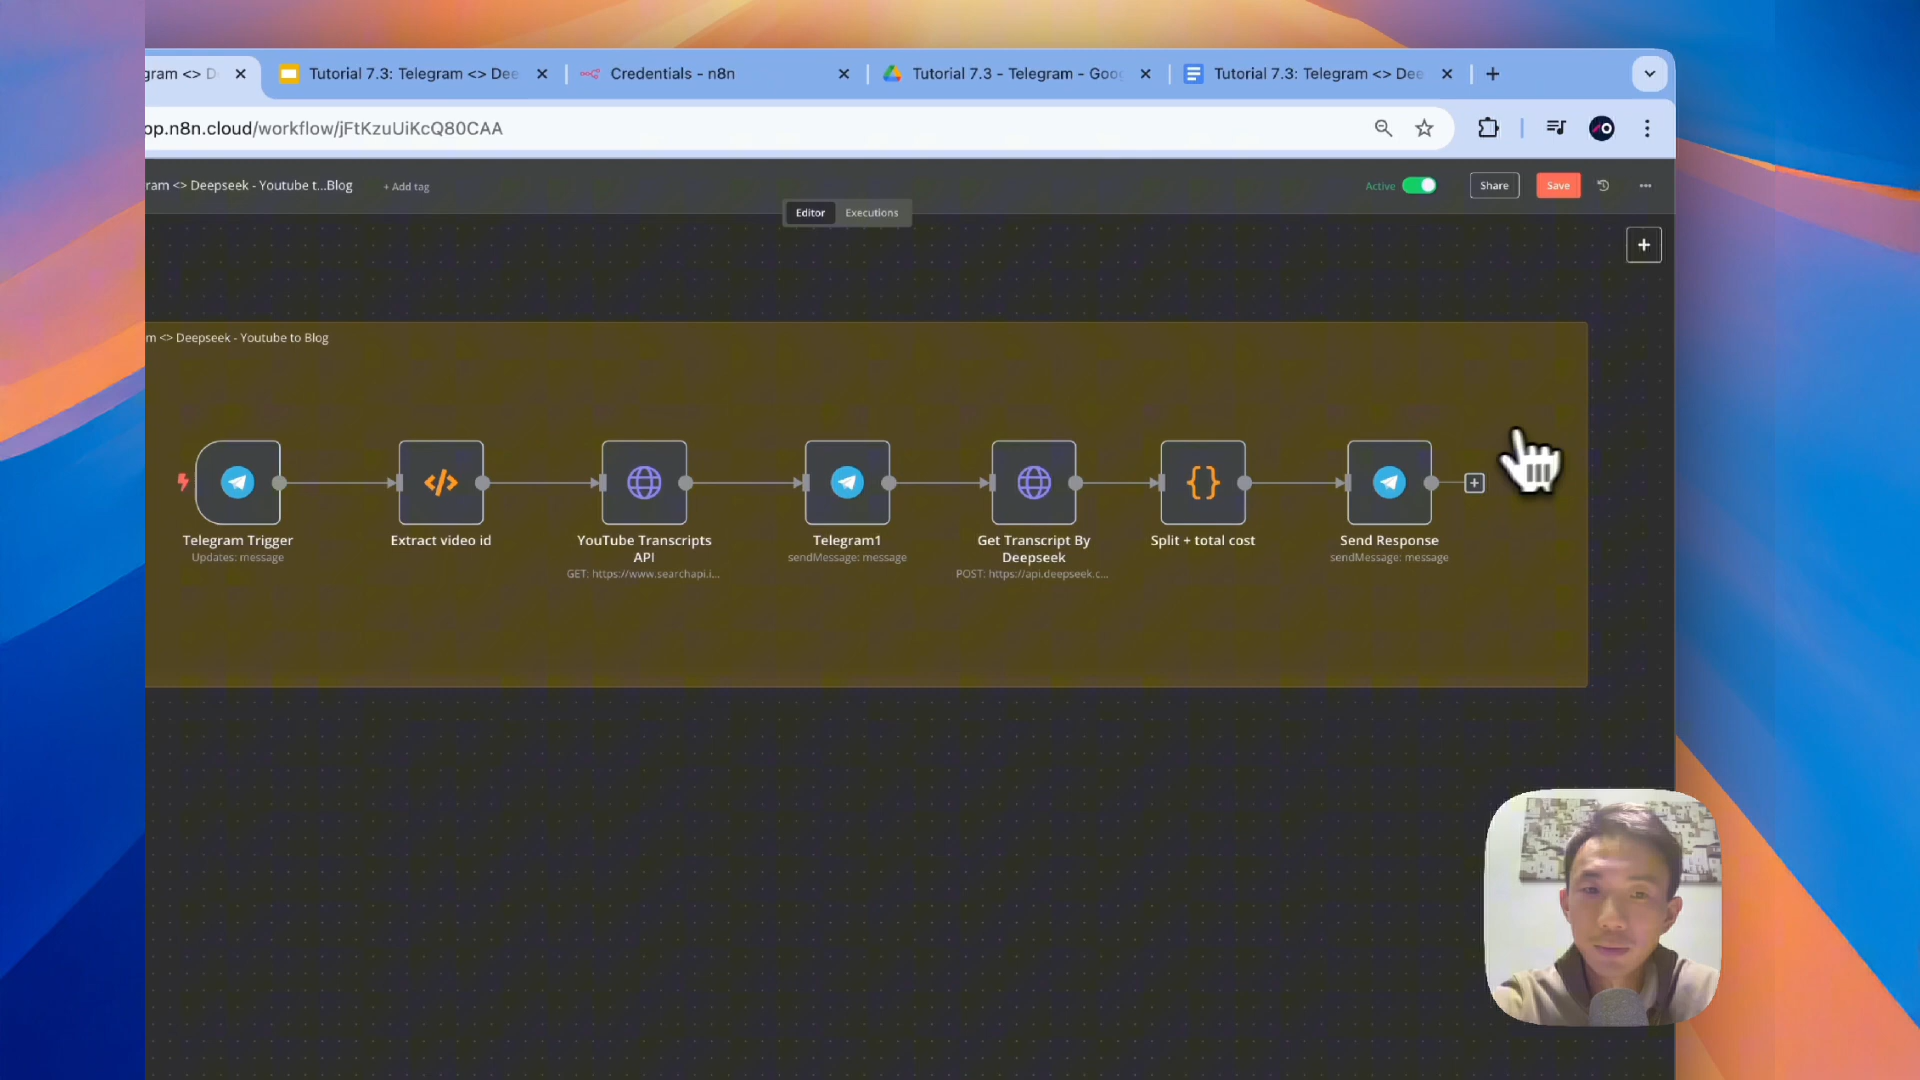 gram <> D
Tutorial 7.3: Telegram <> Dee
Credentials - n8n
Tutorial 7.3 - Telegram - Goo
Tutorial 7.3: Telegram <> Dee
pp.n8n.cloud/workflow/jFtKzuUiKcQ80CAA
ram <> Deepseek - Youtube t...Blog
+ Add tag
Active
Share
Save
Editor
Executions
m <> Deepseek - Youtube to Blog
Telegram Trigger
Updates: message
Extract video id
YouTube Transcripts
API
GET: https://www.searchapi.i...
Telegram1
sendMessage: message
Get Transcript By
Deepseek
POST: https://api.deepseek.c...
Split + total cost
Send Response
sendMessage: message